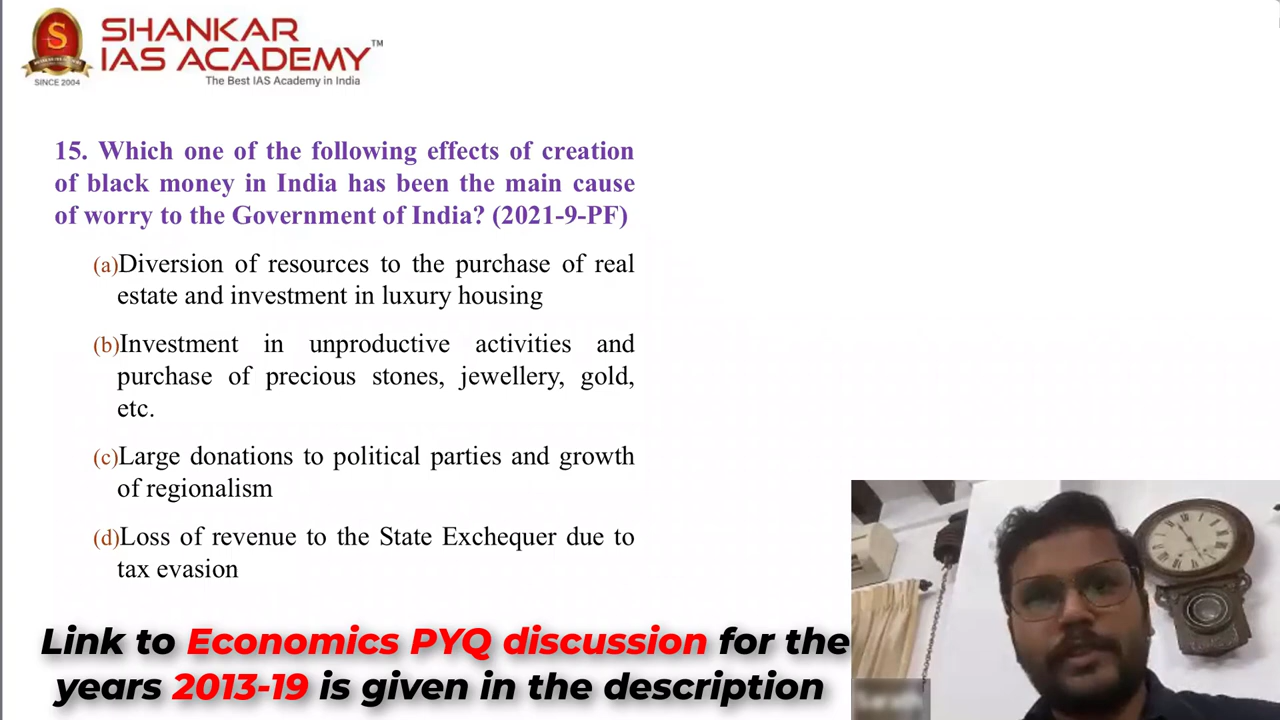 SHANKAR
IAS ACADEMY™
The Best IAS Academy in India
SINCE 2004
15. Which one of the following effects of creation
of black money in India has been the main cause
of worry to the Government of India? (2021-9-PF)
(a)Diversion of resources to the purchase of real
estate and investment in luxury housing
(b)Investment in unproductive activities and
purchase of precious stones, jewellery, gold,
etc.
(c)Large donations to political parties and growth
of regionalism
(d)Loss of revenue to the State Exchequer due to
tax evasion
Link to Economics PYQ discussion for the
years 2013-19 is given in the description